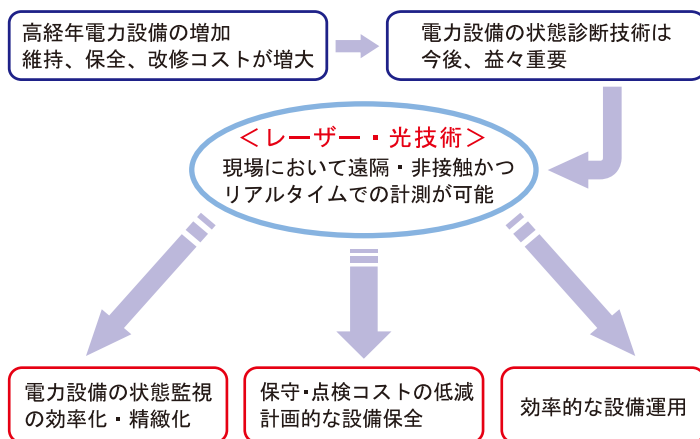 高経年電力設備の増加
維持、保全、改修コストが増大
電力設備の状態診断技術は
今後、益々重要
＜レーザー・光技術＞
現場において遠隔・非接触かつ
リアルタイムでの計測が可能
電力設備の状態監視
の効率化・精緻化
保守・点検コストの低減
計画的な設備保全
効率的な設備運用